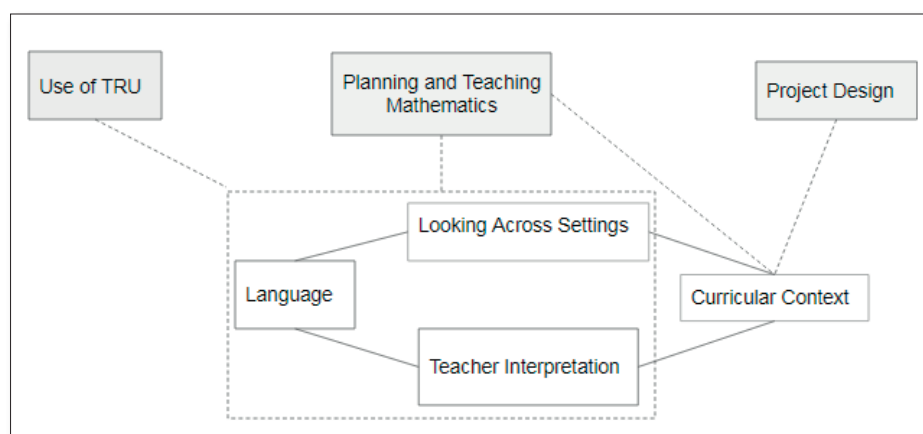 Use of TRU
Planning and Teaching
Mathematics
Project Design
Looking Across Settings
Language
Curricular Context
Teacher Interpretation